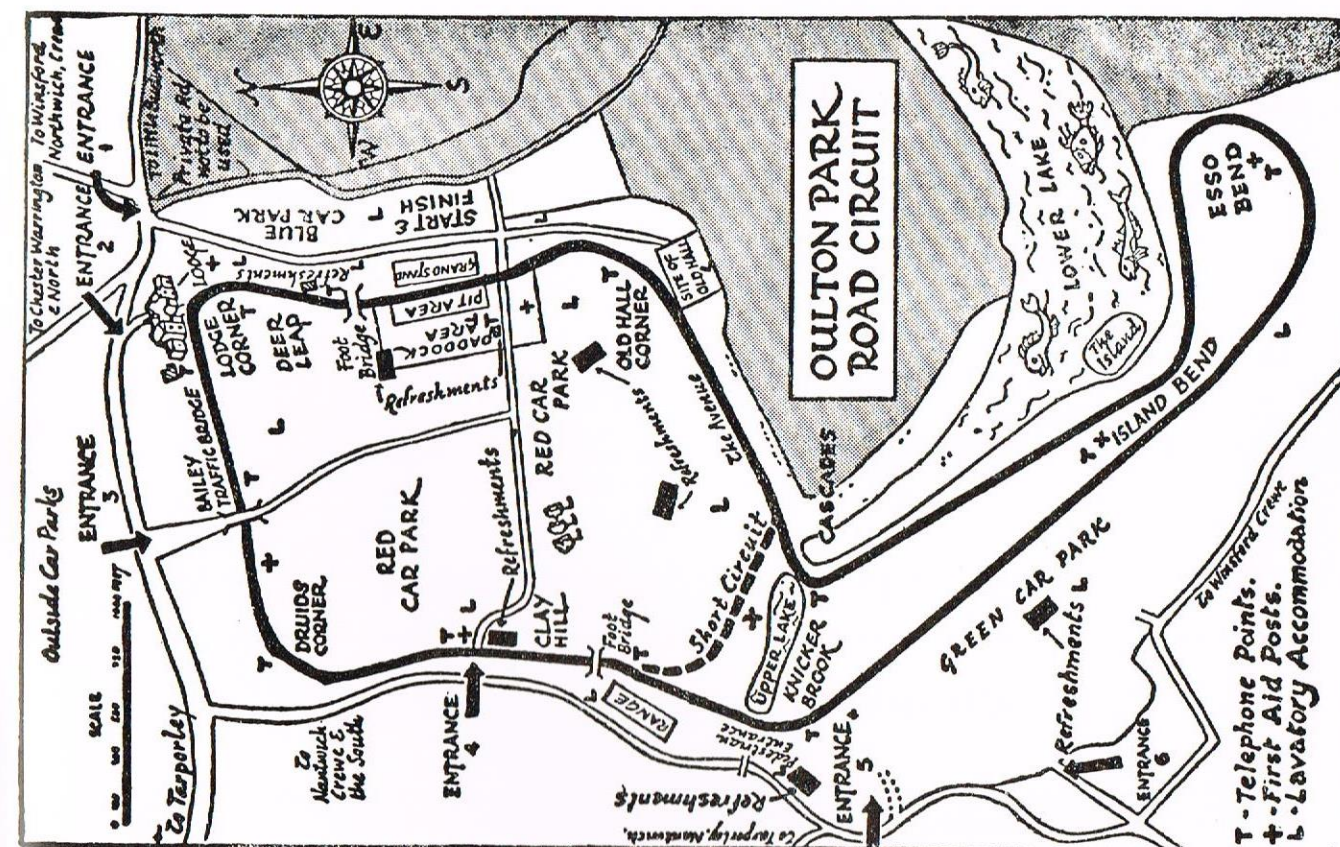 Outside Car Parks
SCALE
To Tarporley
To Chester Warrington
& North
To Winsford
Northwich, Crewe
ENTRANCE
1
ENTRANCE
2
ENTRANCE
3
To Little Budworth
Private Rd
not to be
used
N
E
S
W
BLUE
CAR PARK
L
START &
FINISH
LODGE
LODGE
CORNER
Refreshments
DEER
LEAP
Foot
Bridge
GRANDSTAND
PIT AREA
PADDOCK
AREA
Refreshments
BAILEY
TRAFFIC BRIDGE
DRUIDS
CORNER
RED
CAR PARK
RED CAR
PARK
OLD HALL
CORNER
SITE OF
OLD HALL
Refreshments
Refreshments
CLAY
HILL
To
Nantwich
Crewe &
the South
ENTRANCE
4
Foot
Bridge
RANGE
Short Circuit
The Avenue
CASCADES
UPPER LAKE
KNICKER
BROOK
OULTON PARK
ROAD CIRCUIT
LOWER LAKE
The
Island
ISLAND BEND
ESSO
BEND
GREEN CAR PARK
Pedestrian
Entrance
Refreshments
To Tarporley, Nantwich,
ENTRANCE
5
Refreshments
ENTRANCE
6
To Winsford Crewe
T - Telephone Points.
+ - First Aid Posts.
L - Lavatory Accommodation